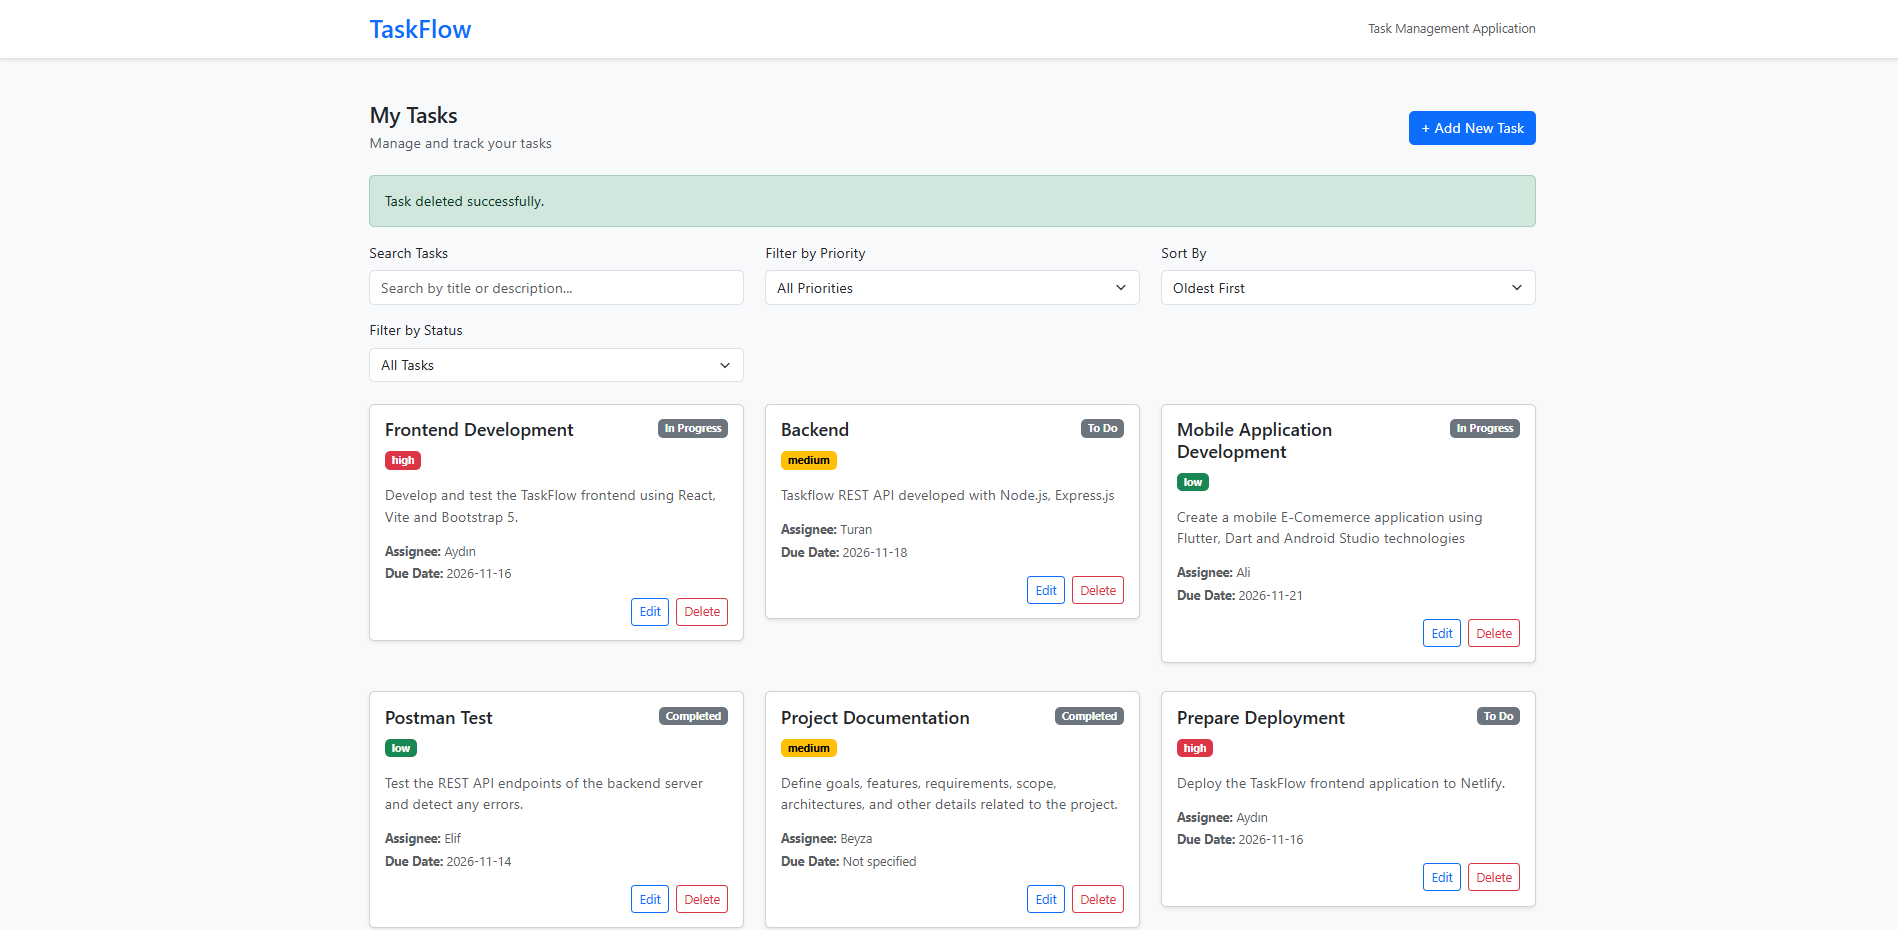 TaskFlow
Task Management Application
My Tasks
Manage and track your tasks
+ Add New Task
Task deleted successfully.
Search Tasks
Search by title or description...
Filter by Priority
All Priorities
Sort By
Oldest First
Filter by Status
All Tasks
Frontend Development
In Progress
high
Develop and test the TaskFlow frontend using React,
Vite and Bootstrap 5.
Assignee: Aydın
Due Date: 2026-11-16
Edit
Delete
Backend
To Do
medium
Taskflow REST API developed with Node.js, Express.js
Assignee: Turan
Due Date: 2026-11-18
Edit
Delete
Mobile Application
Development
In Progress
low
Create a mobile E-Comemerce application using
Flutter, Dart and Android Studio technologies
Assignee: Ali
Due Date: 2026-11-21
Edit
Delete
Postman Test
Completed
low
Test the REST API endpoints of the backend server
and detect any errors.
Assignee: Elif
Due Date: 2026-11-14
Edit
Delete
Project Documentation
Completed
medium
Define goals, features, requirements, scope,
architectures, and other details related to the project.
Assignee: Beyza
Due Date: Not specified
Edit
Delete
Prepare Deployment
To Do
high
Deploy the TaskFlow frontend application to Netlify.
Assignee: Aydın
Due Date: 2026-11-16
Edit
Delete